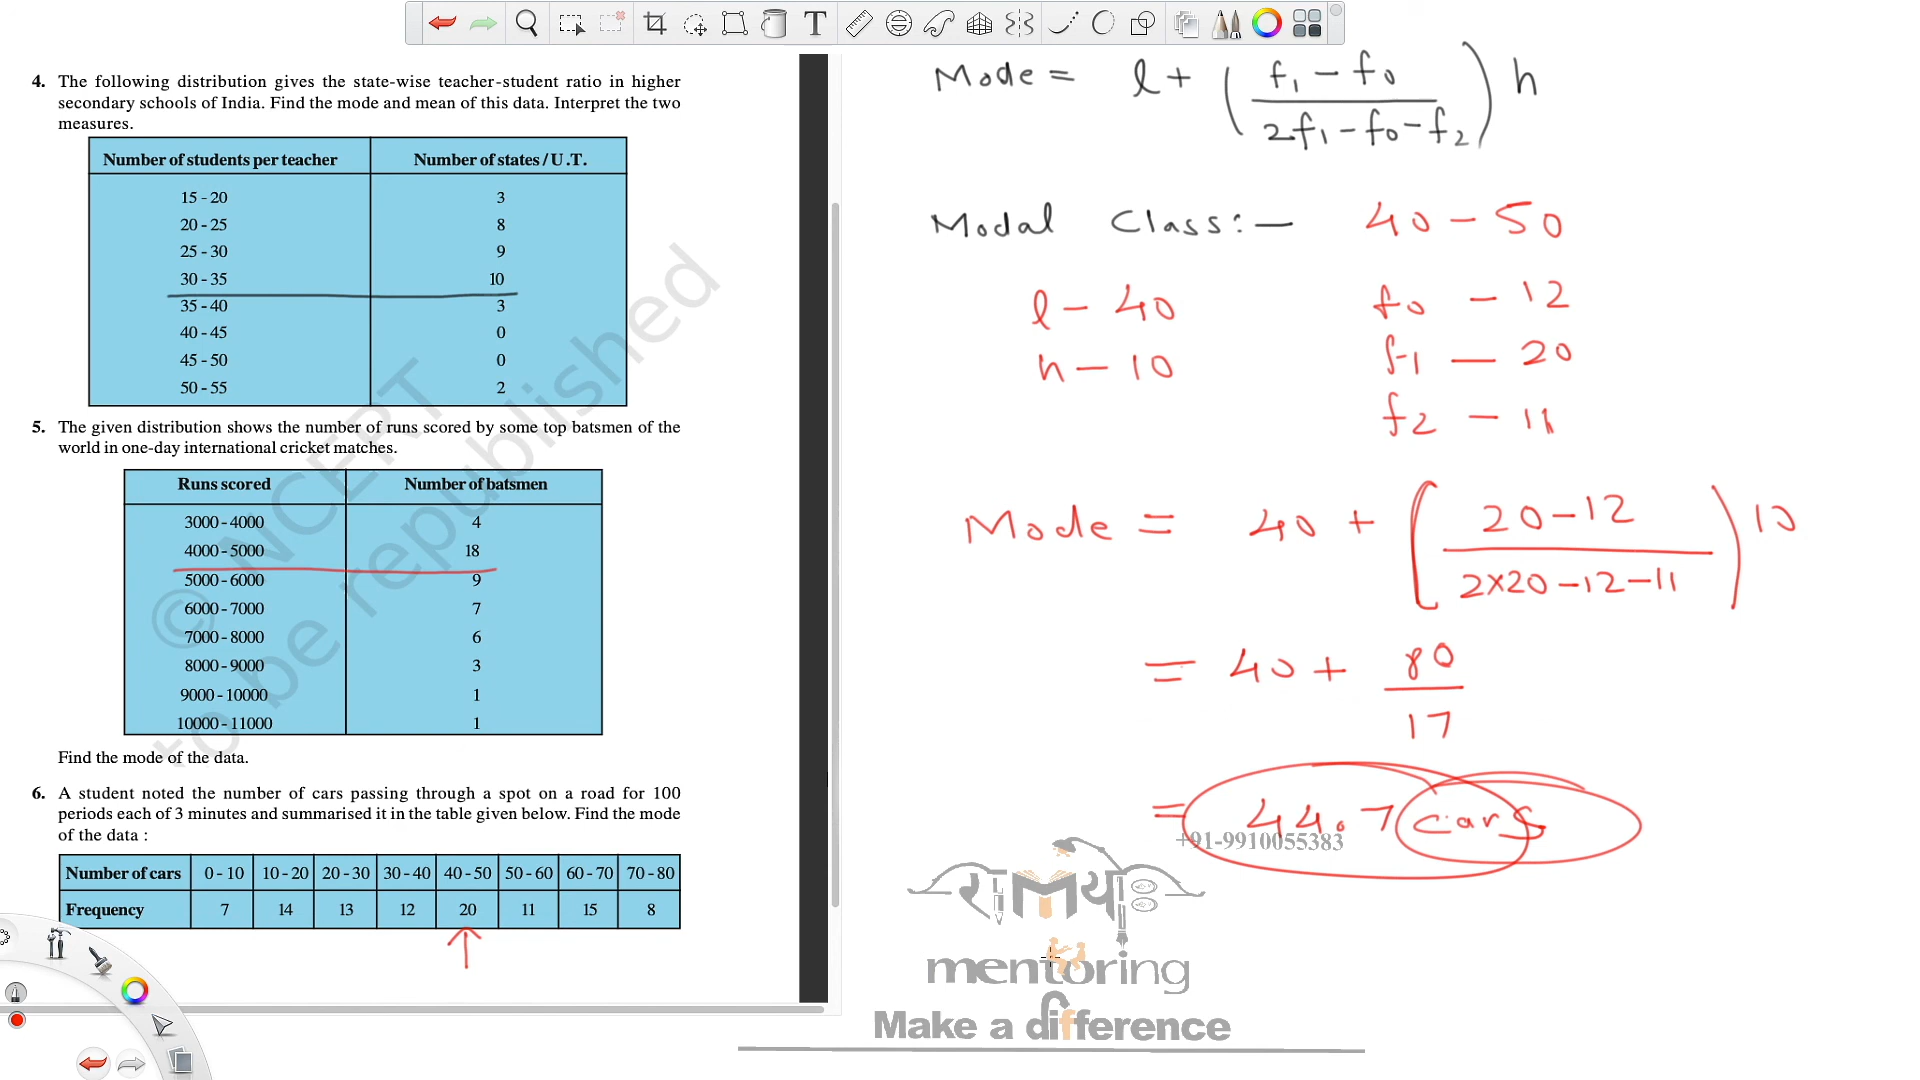 4. The following distribution gives the state-wise teacher-student ratio in higher
secondary schools of India. Find the mode and mean of this data. Interpret the two
measures.
Number of students per teacher Number of states / U.T.
15 - 20 3
20 - 25 8
25 - 30 9
30 - 35 10
35 - 40 3
40 - 45 0
45 - 50 0
50 - 55 2
5. The given distribution shows the number of runs scored by some top batsmen of the
world in one-day international cricket matches.
Runs scored Number of batsmen
3000 - 4000 4
4000 - 5000 18
5000 - 6000 9
6000 - 7000 7
7000 - 8000 6
8000 - 9000 3
9000 - 10000 1
10000 - 11000 1
Find the mode of the data.
6. A student noted the number of cars passing through a spot on a road for 100
periods each of 3 minutes and summarised it in the table given below. Find the mode
of the data :
Number of cars 0 - 10 10 - 20 20 - 30 30 - 40 40 - 50 50 - 60 60 - 70 70 - 80
Frequency 7 14 13 12 20 11 15 8
© NCERT
to be republished
Mode = l + ( f1 - f0 / 2f1 - f0 - f2 ) h
Modal Class:- 40 - 50
l - 40 f0 - 12
h - 10 f1 - 20
f2 - 11
Mode = 40 + [ 20 - 12 / 2×20 - 12 - 11 ) 10
= 40 + 80 / 17
= 44.7 cars
+91-9910055383
mentoring
Make a difference